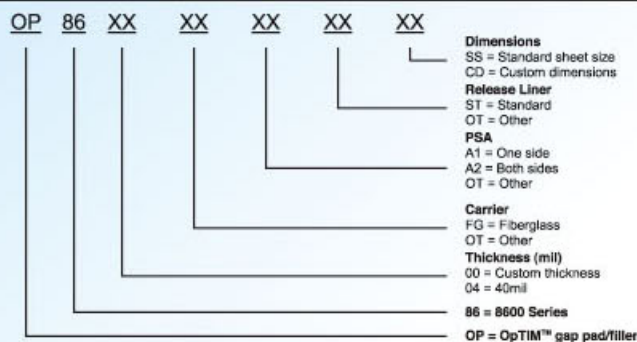 OP 86 XX XX XX XX XX
Dimensions
SS = Standard sheet size
CD = Custom dimensions
Release Liner
ST = Standard
OT = Other
PSA
A1 = One side
A2 = Both sides
OT = Other
Carrier
FG = Fiberglass
OT = Other
Thickness (mil)
00 = Custom thickness
04 = 40mil
86 = 8600 Series
OP = OpTIM™ gap pad/filler